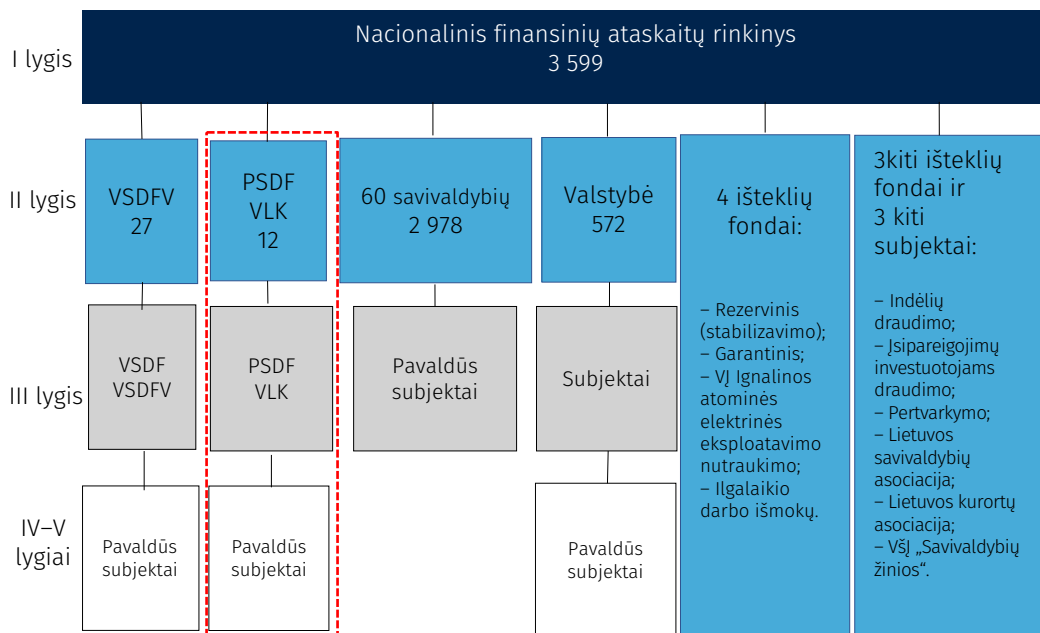 Nacionalinis finansinių ataskaitų rinkinys
3 599
I lygis
II lygis
VSDFV
27
PSDF
VLK
12
60 savivaldybių
2 978
Valstybė
572
4 išteklių
fondai:
– Rezervinis
(stabilizavimo);
– Garantinis;
– VĮ Ignalinos
atominės
elektrinės
eksploatavimo
nutraukimo;
– Ilgalaikio
darbo išmokų.
3kiti išteklių
fondai ir
3 kiti
subjektai:
– Indėlių
draudimo;
– Įsipareigojimų
investuotojams
draudimo;
– Pertvarkymo;
– Lietuvos
savivaldybių
asociacija;
– Lietuvos kurortų
asociacija;
– VšĮ „Savivaldybių
žinios“.
III lygis
VSDF
VSDFV
PSDF
VLK
Pavaldūs
subjektai
Subjektai
IV–V
lygiai
Pavaldūs
subjektai
Pavaldūs
subjektai
Pavaldūs
subjektai